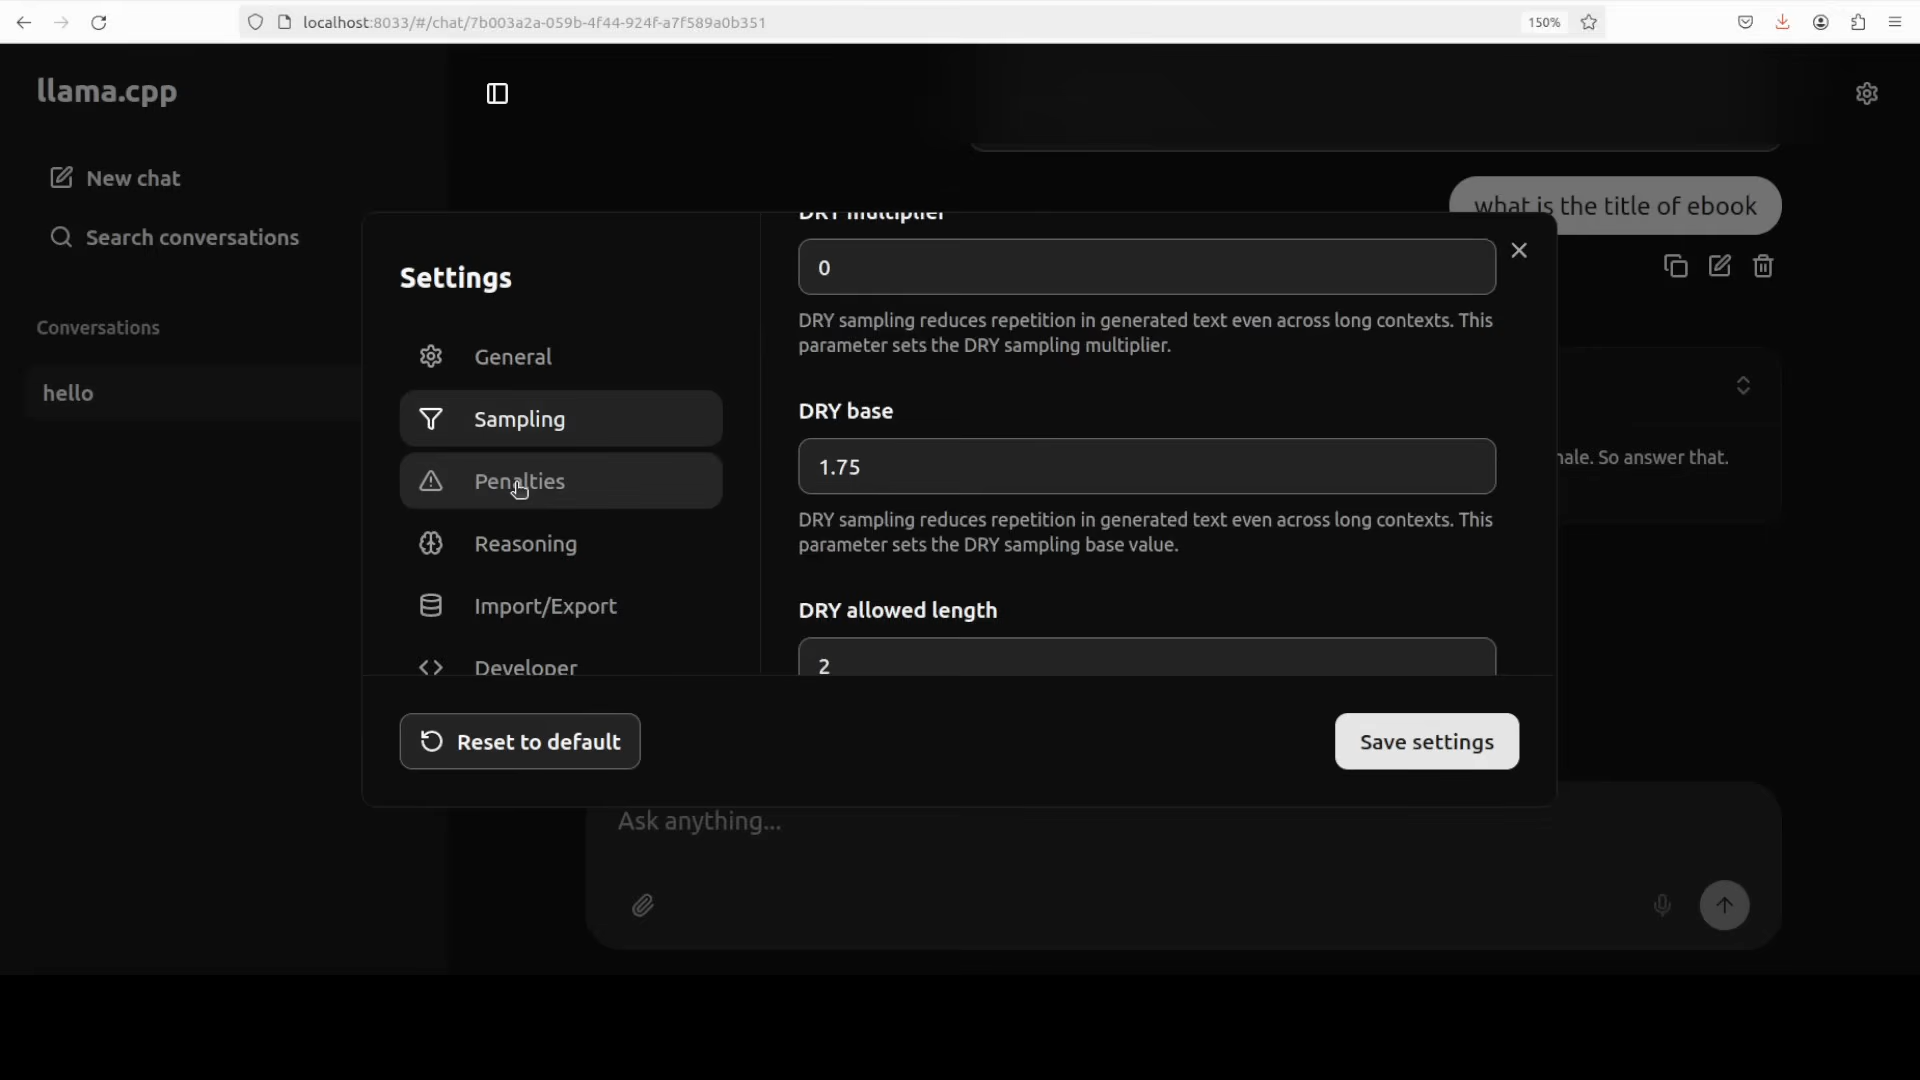 localhost:8033/#/chat/7b003a2a-059b-4f44-924f-a7f589a0b351
150%
llama.cpp
New chat
Search conversations
Conversations
hello
what is the title of ebook
Settings
General
Sampling
Penalties
Reasoning
Import/Export
Developer
DRY multiplier
0
DRY sampling reduces repetition in generated text even across long contexts. This
parameter sets the DRY sampling multiplier.
DRY base
1.75
DRY sampling reduces repetition in generated text even across long contexts. This
parameter sets the DRY sampling base value.
DRY allowed length
2
So answer that.
Reset to default
Save settings
Ask anything...